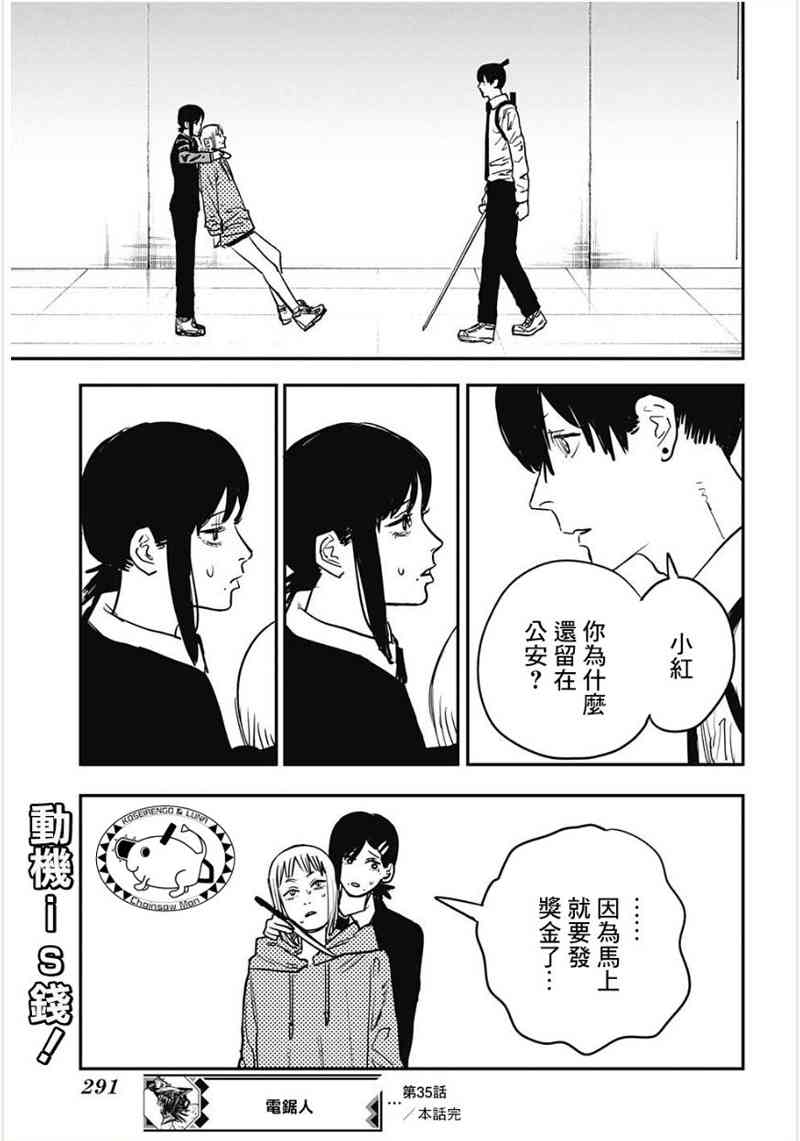 小紅
你為什麼
還留在
公安？
……
因為馬上
就要發
獎金了…
KOSEIRENGO & LUNA
Chainsaw Man
動機is錢！
291
電鋸人
…
第35話
／本話完